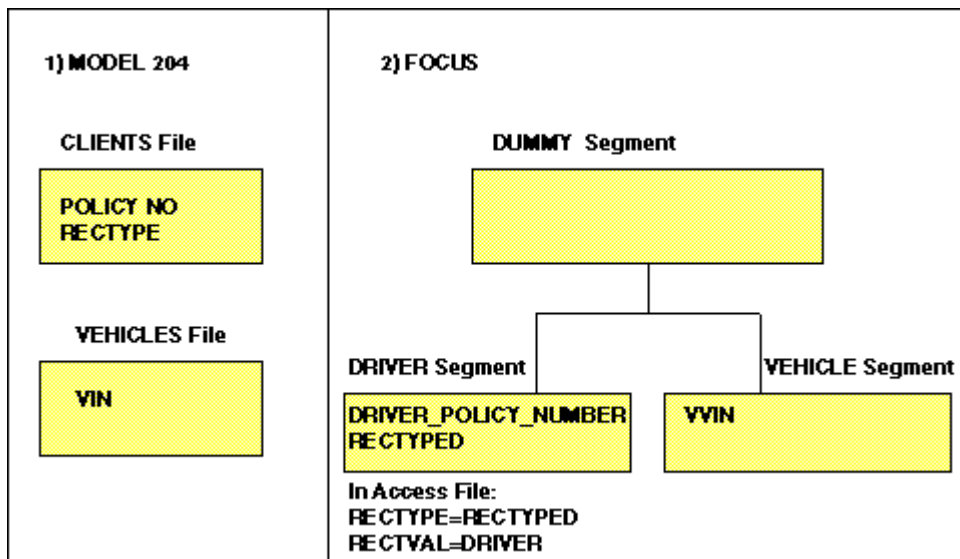 1) MODEL 204
CLIENTS File
POLICY NO
RECTYPE
VEHICLES File
VIN
2) FOCUS
DUMMY Segment
DRIVER Segment
DRIVER_POLICY_NUMBER
RECTYPED
In Access File:
RECTYPE=RECTYPED
RECTVAL=DRIVER
VEHICLE Segment
VVIN